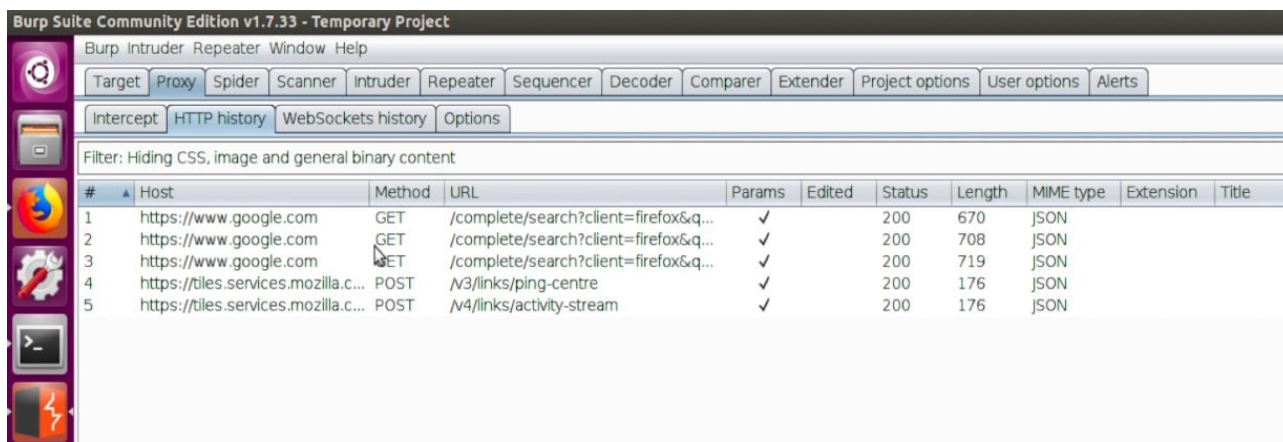 Burp Suite Community Edition v1.7.33 - Temporary Project
Burp Intruder Repeater Window Help
Target Proxy Spider Scanner Intruder Repeater Sequencer Decoder Comparer Extender Project options User options Alerts
Intercept HTTP history WebSockets history Options
Filter: Hiding CSS, image and general binary content
# Host Method URL Params Edited Status Length MIME type Extension Title
1 https://www.google.com GET /complete/search?client=firefox&q... ✓ 200 670 JSON
2 https://www.google.com GET /complete/search?client=firefox&q... ✓ 200 708 JSON
3 https://www.google.com GET /complete/search?client=firefox&q... ✓ 200 719 JSON
4 https://tiles.services.mozilla.c... POST /v3/links/ping-centre ✓ 200 176 JSON
5 https://tiles.services.mozilla.c... POST /v4/links/activity-stream ✓ 200 176 JSON